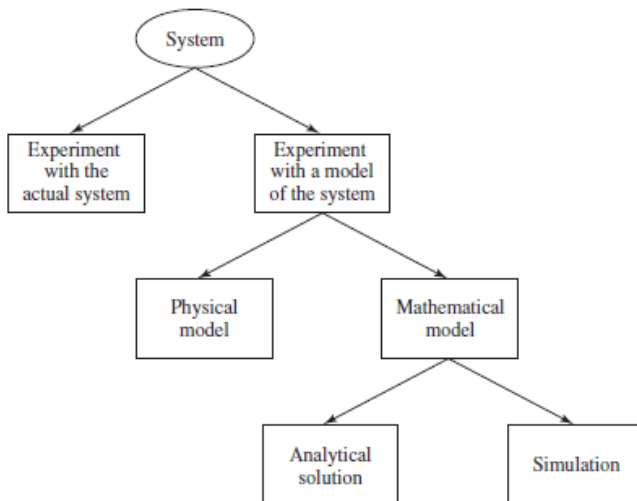 System
Experiment
with the
actual system
Experiment
with a model
of the system
Physical
model
Mathematical
model
Analytical
solution
Simulation